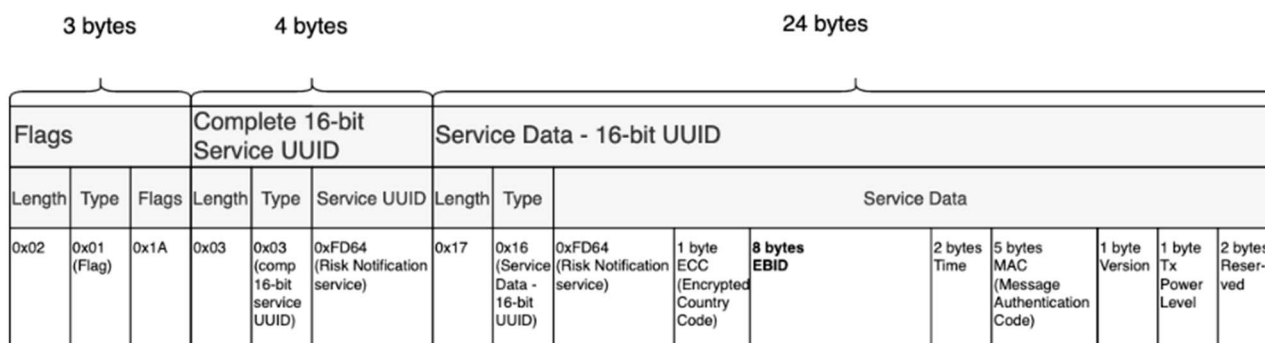 3 bytes
4 bytes
24 bytes
Flags
Complete 16-bit
Service UUID
Service Data - 16-bit UUID
Length
Type
Flags
Length
Type
Service UUID
Length
Type
Service Data
0x02
0x01
(Flag)
0x1A
0x03
0x03
(comp
16-bit
service
UUID)
0xFD64
(Risk Notification
service)
0x17
0x16
(Service
Data -
16-bit
UUID)
0xFD64
(Risk Notification
service)
1 byte
ECC
(Encrypted
Country
Code)
8 bytes
EBID
2 bytes
Time
5 bytes
MAC
(Message
Authentication
Code)
1 byte
Version
1 byte
Tx
Power
Level
2 bytes
Reser-
ved